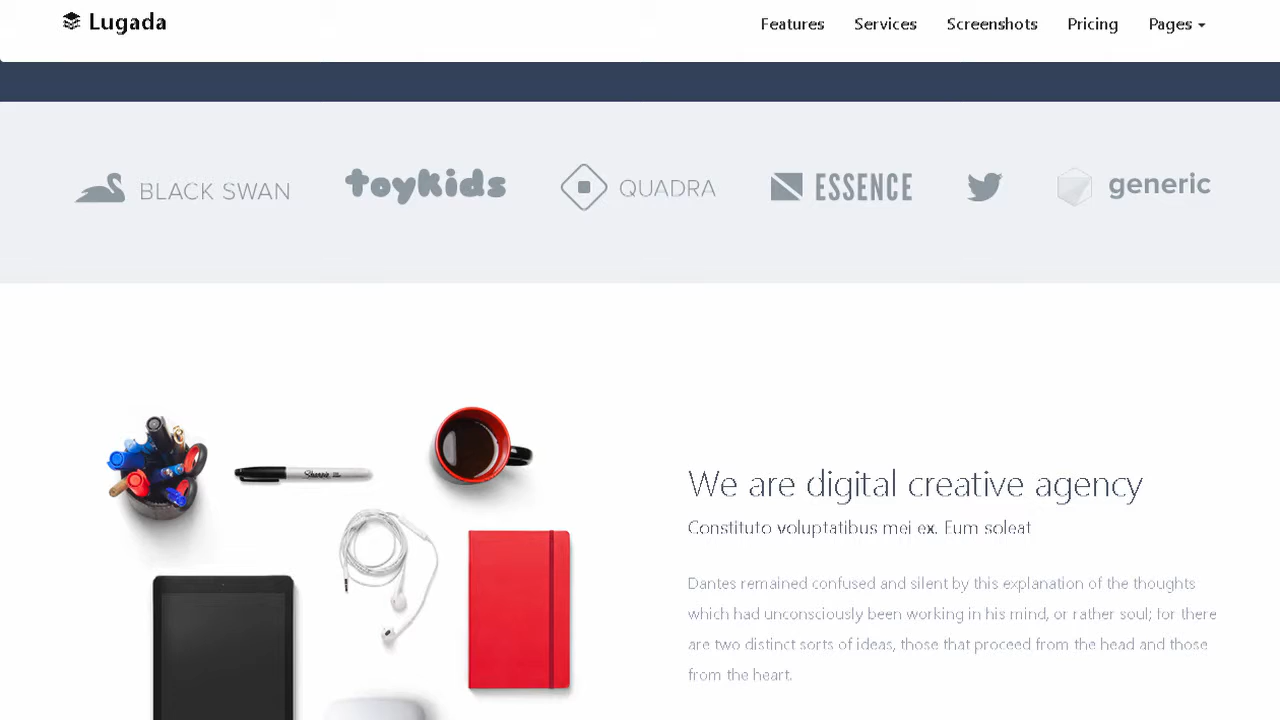 Lugada
Features Services Screenshots Pricing Pages
BLACK SWAN toykids QUADRA ESSENCE generic
Sharpie
We are digital creative agency
Constituto voluptatibus mei ex. Eum soleat
Dantes remained confused and silent by this explanation of the thoughts
which had unconsciously been working in his mind, or rather soul; for there
are two distinct sorts of ideas, those that proceed from the head and those
from the heart.